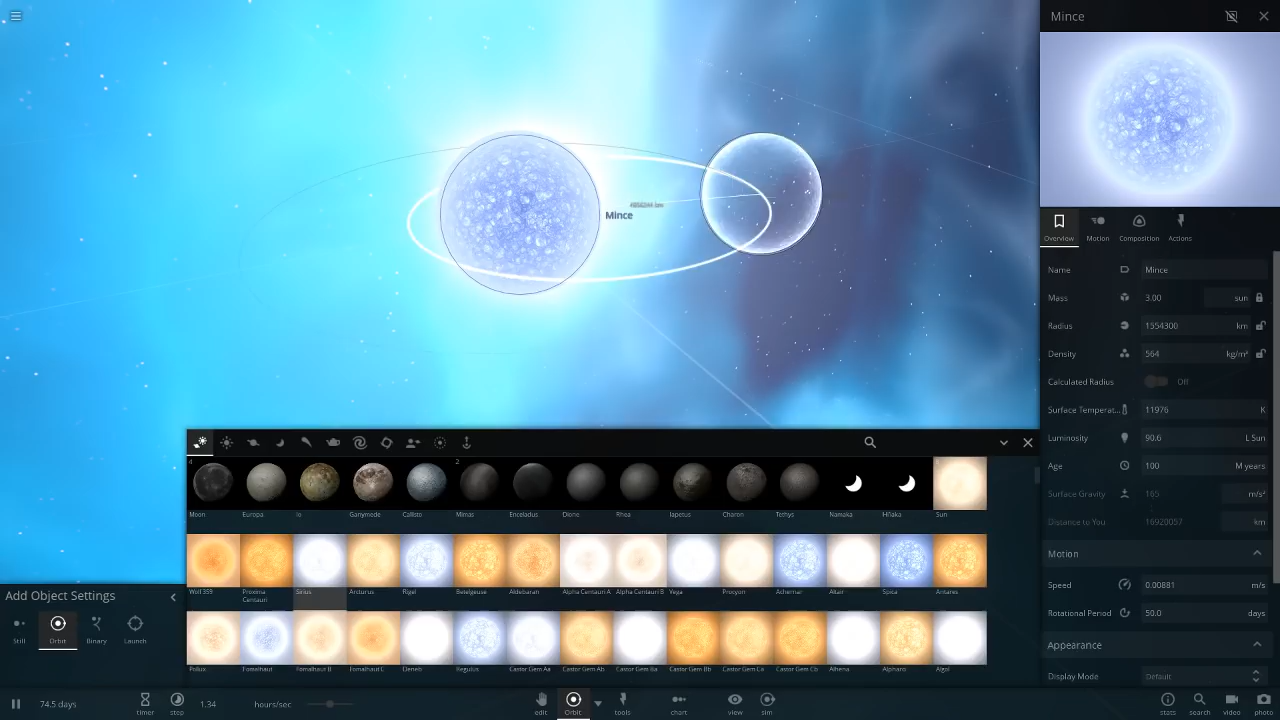 Mince
4856244 km
Mince
Overview
Motion
Composition
Actions
Name
Mince
Mass
3.00
sun
Radius
1554300
km
Density
564
kg/m³
Calculated Radius
Off
Surface Temperat...
11976
K
Luminosity
90.6
L Sun
Age
100
M years
Surface Gravity
165
m/s²
Distance to You
16920057
km
Motion
Speed
0.00881
m/s
Rotational Period
50.0
days
Appearance
Display Mode
Default
4
2
Moon
Europa
Io
Ganymede
Callisto
Mimas
Enceladus
Dione
Rhea
Iapetus
Charon
Tethys
Namaka
Hi'iaka
Sun
Wolf 359
Proxima
Centauri
Sirius
Arcturus
Rigel
Betelgeuse
Aldebaran
Alpha Centauri A
Alpha Centauri B
Vega
Procyon
Achernar
Altair
Spica
Antares
Pollux
Fomalhaut
Fomalhaut B
Fomalhaut C
Deneb
Regulus
Castor Gem Aa
Castor Gem Ab
Castor Gem Ba
Castor Gem Bb
Castor Gem Ca
Castor Gem Cb
Alhena
Alphard
Algol
Add Object Settings
Still
Orbit
Binary
Launch
74.5 days
timer
step
1.34
hours/sec
edit
Orbit
tools
chart
view
sim
stats
search
video
photo